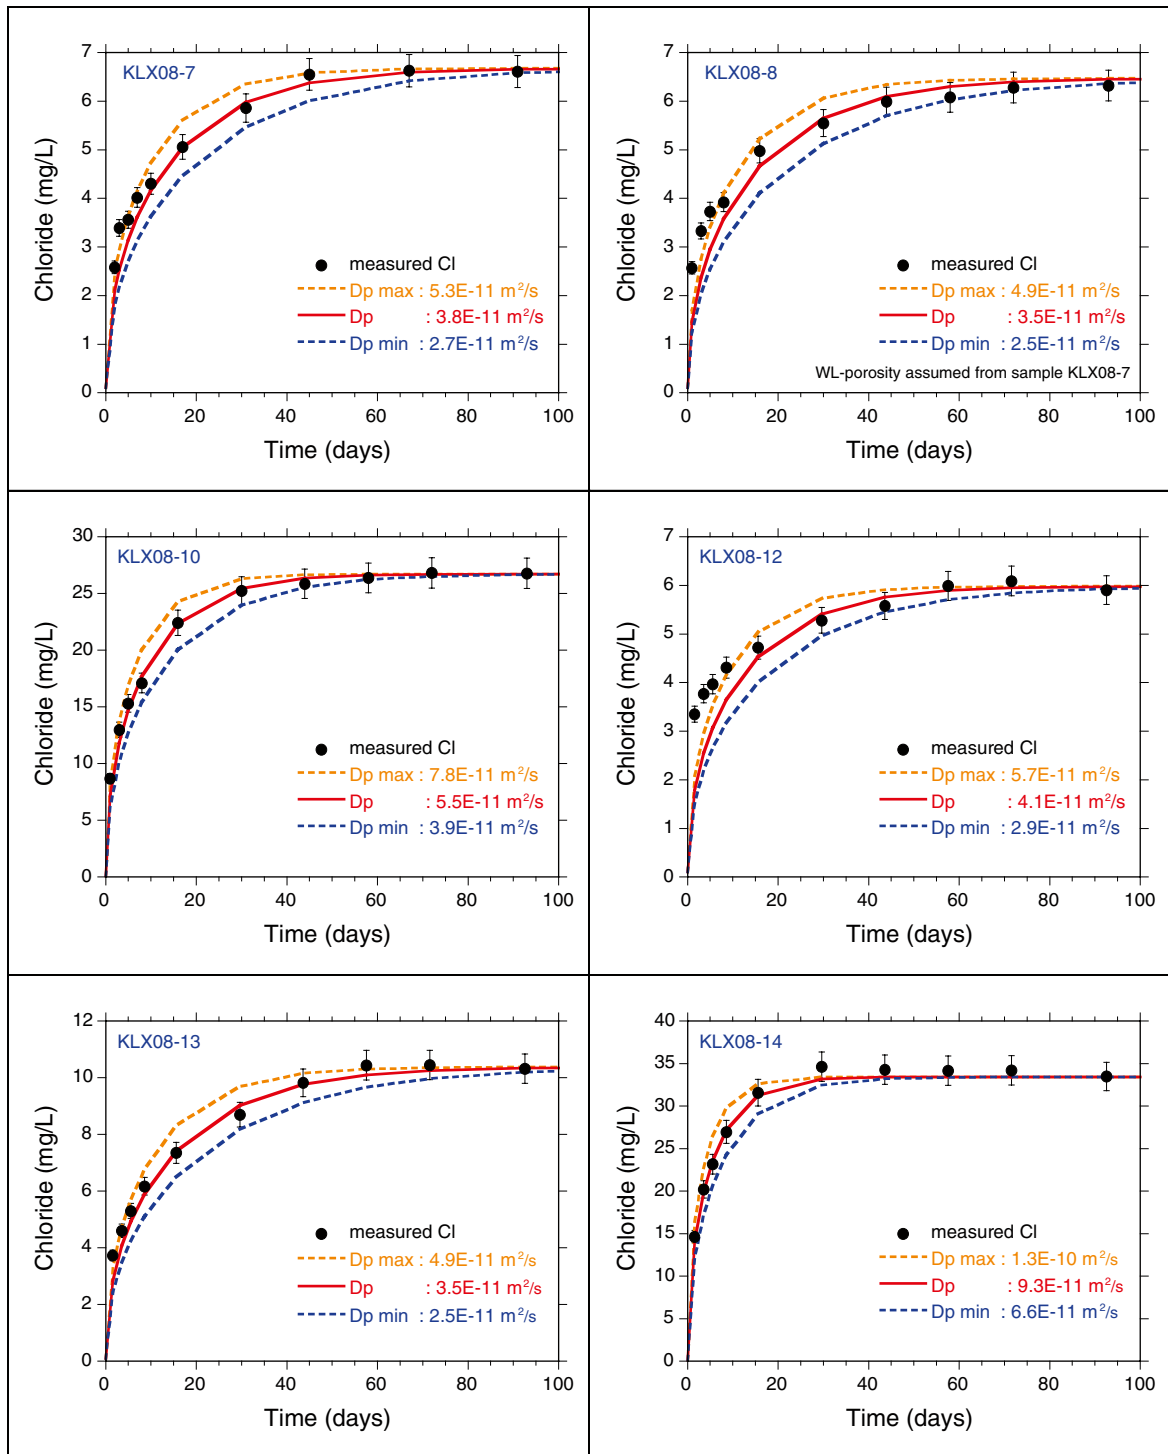 KLX08-7
Chloride (mg/L)
7
6
5
4
3
2
1
0
measured Cl
Dp max : 5.3E-11 m²/s
Dp : 3.8E-11 m²/s
Dp min : 2.7E-11 m²/s
0 20 40 60 80 100
Time (days)
KLX08-8
Chloride (mg/L)
7
6
5
4
3
2
1
0
measured Cl
Dp max : 4.9E-11 m²/s
Dp : 3.5E-11 m²/s
Dp min : 2.5E-11 m²/s
WL-porosity assumed from sample KLX08-7
0 20 40 60 80 100
Time (days)
KLX08-10
Chloride (mg/L)
30
25
20
15
10
5
0
measured Cl
Dp max : 7.8E-11 m²/s
Dp : 5.5E-11 m²/s
Dp min : 3.9E-11 m²/s
0 20 40 60 80 100
Time (days)
KLX08-12
Chloride (mg/L)
7
6
5
4
3
2
1
0
measured Cl
Dp max : 5.7E-11 m²/s
Dp : 4.1E-11 m²/s
Dp min : 2.9E-11 m²/s
0 20 40 60 80 100
Time (days)
KLX08-13
Chloride (mg/L)
12
10
8
6
4
2
0
measured Cl
Dp max : 4.9E-11 m²/s
Dp : 3.5E-11 m²/s
Dp min : 2.5E-11 m²/s
0 20 40 60 80 100
Time (days)
KLX08-14
Chloride (mg/L)
40
35
30
25
20
15
10
5
0
measured Cl
Dp max : 1.3E-10 m²/s
Dp : 9.3E-11 m²/s
Dp min : 6.6E-11 m²/s
0 20 40 60 80 100
Time (days)